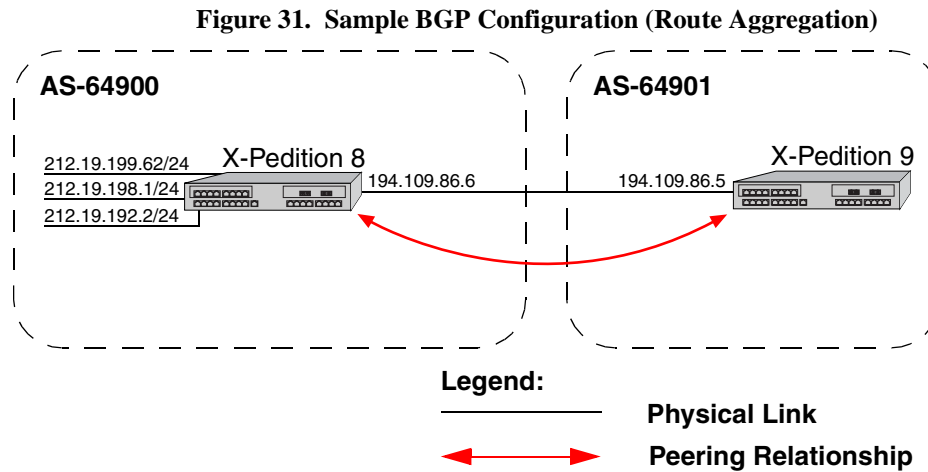 Figure 31. Sample BGP Configuration (Route Aggregation)
AS-64900
AS-64901
212.19.199.62/24
X-Pedition 8
X-Pedition 9
212.19.198.1/24
194.109.86.6
194.109.86.5
212.19.192.2/24
Legend:
Physical Link
Peering Relationship